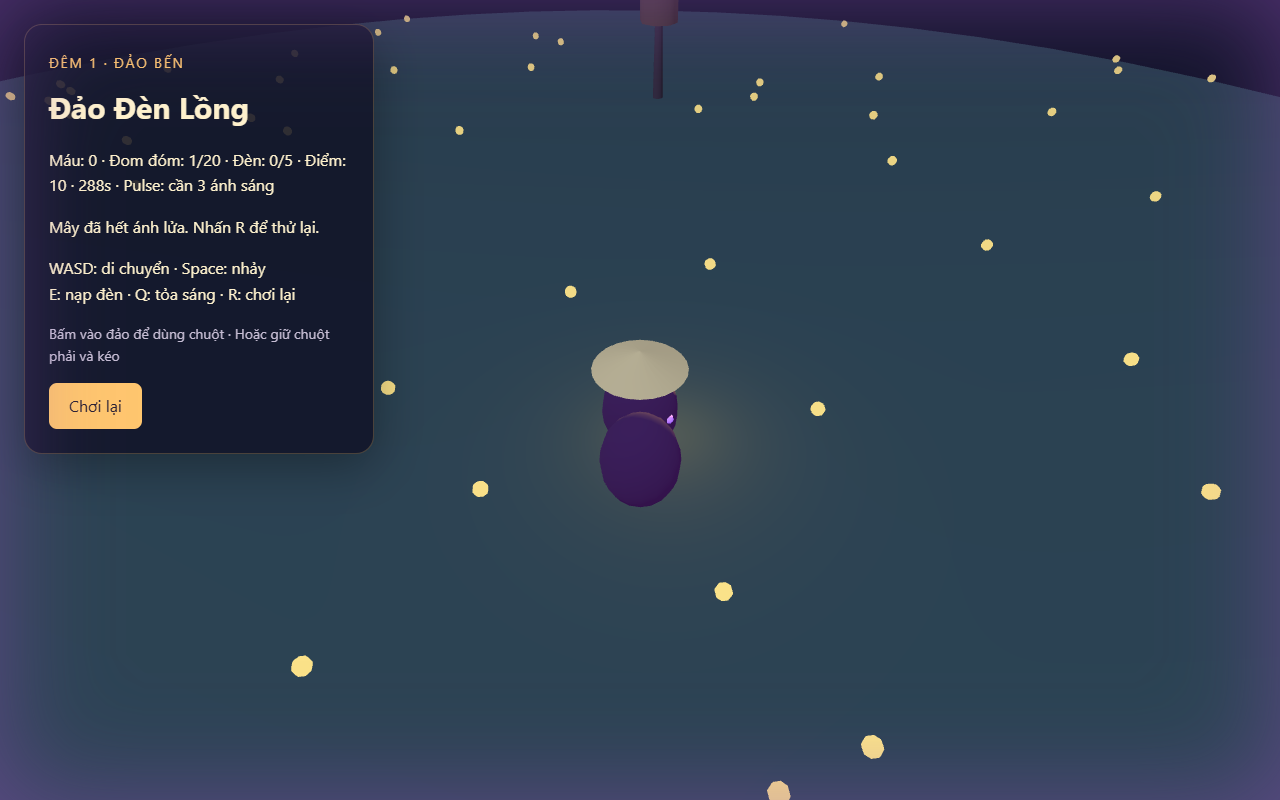 ĐÊM 1 · ĐẢO BẾN
Đảo Đèn Lồng
Máu: 0 · Đom đóm: 1/20 · Đèn: 0/5 · Điểm:
10 · 288s · Pulse: cần 3 ánh sáng
Mây đã hết ánh lửa. Nhấn R để thử lại.
WASD: di chuyển · Space: nhảy
E: nạp đèn · Q: tỏa sáng · R: chơi lại
Bấm vào đảo để dùng chuột · Hoặc giữ chuột
phải và kéo
Chơi lại